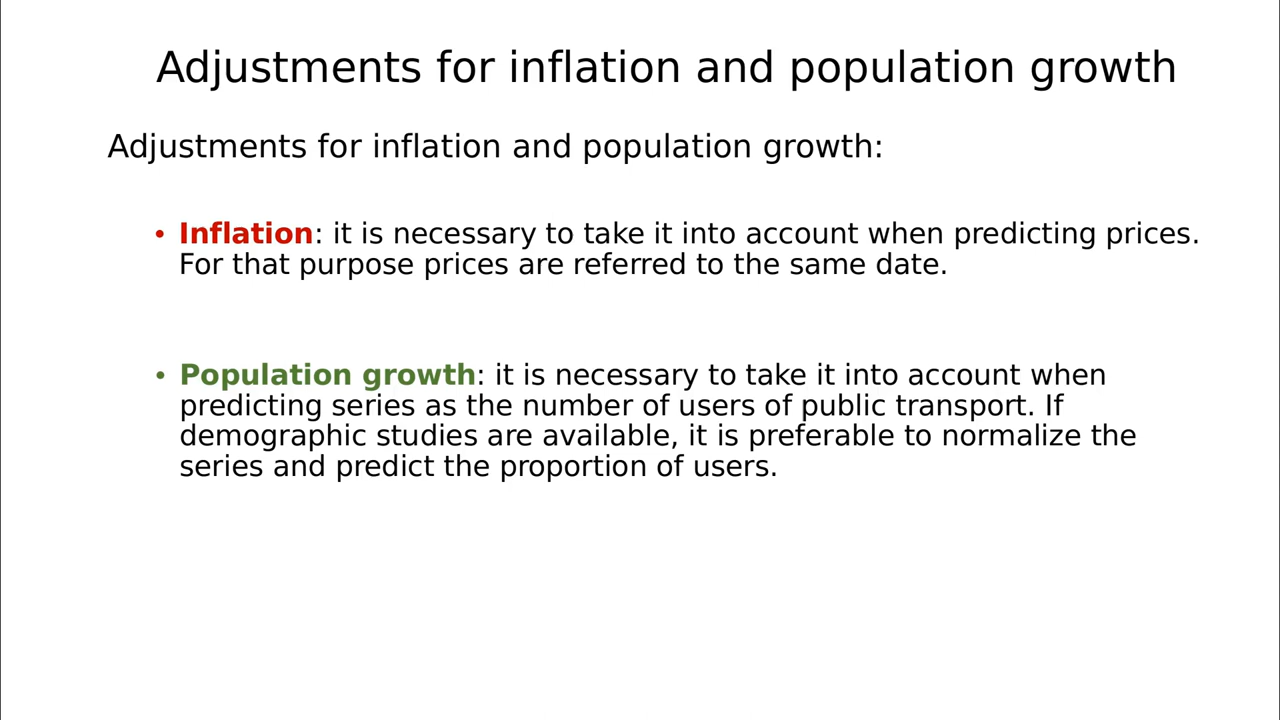 Adjustments for inflation and population growth
Adjustments for inflation and population growth:
• Inflation: it is necessary to take it into account when predicting prices.
For that purpose prices are referred to the same date.
• Population growth: it is necessary to take it into account when
predicting series as the number of users of public transport. If
demographic studies are available, it is preferable to normalize the
series and predict the proportion of users.